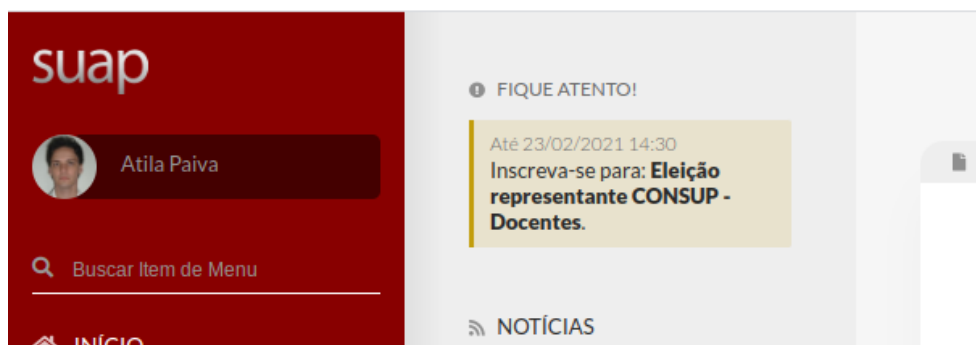 suap
Atila Paiva
Buscar Item de Menu
INÍCIO
FIQUE ATENTO!
Até 23/02/2021 14:30
Inscreva-se para: Eleição
representante CONSUP -
Docentes.
NOTÍCIAS